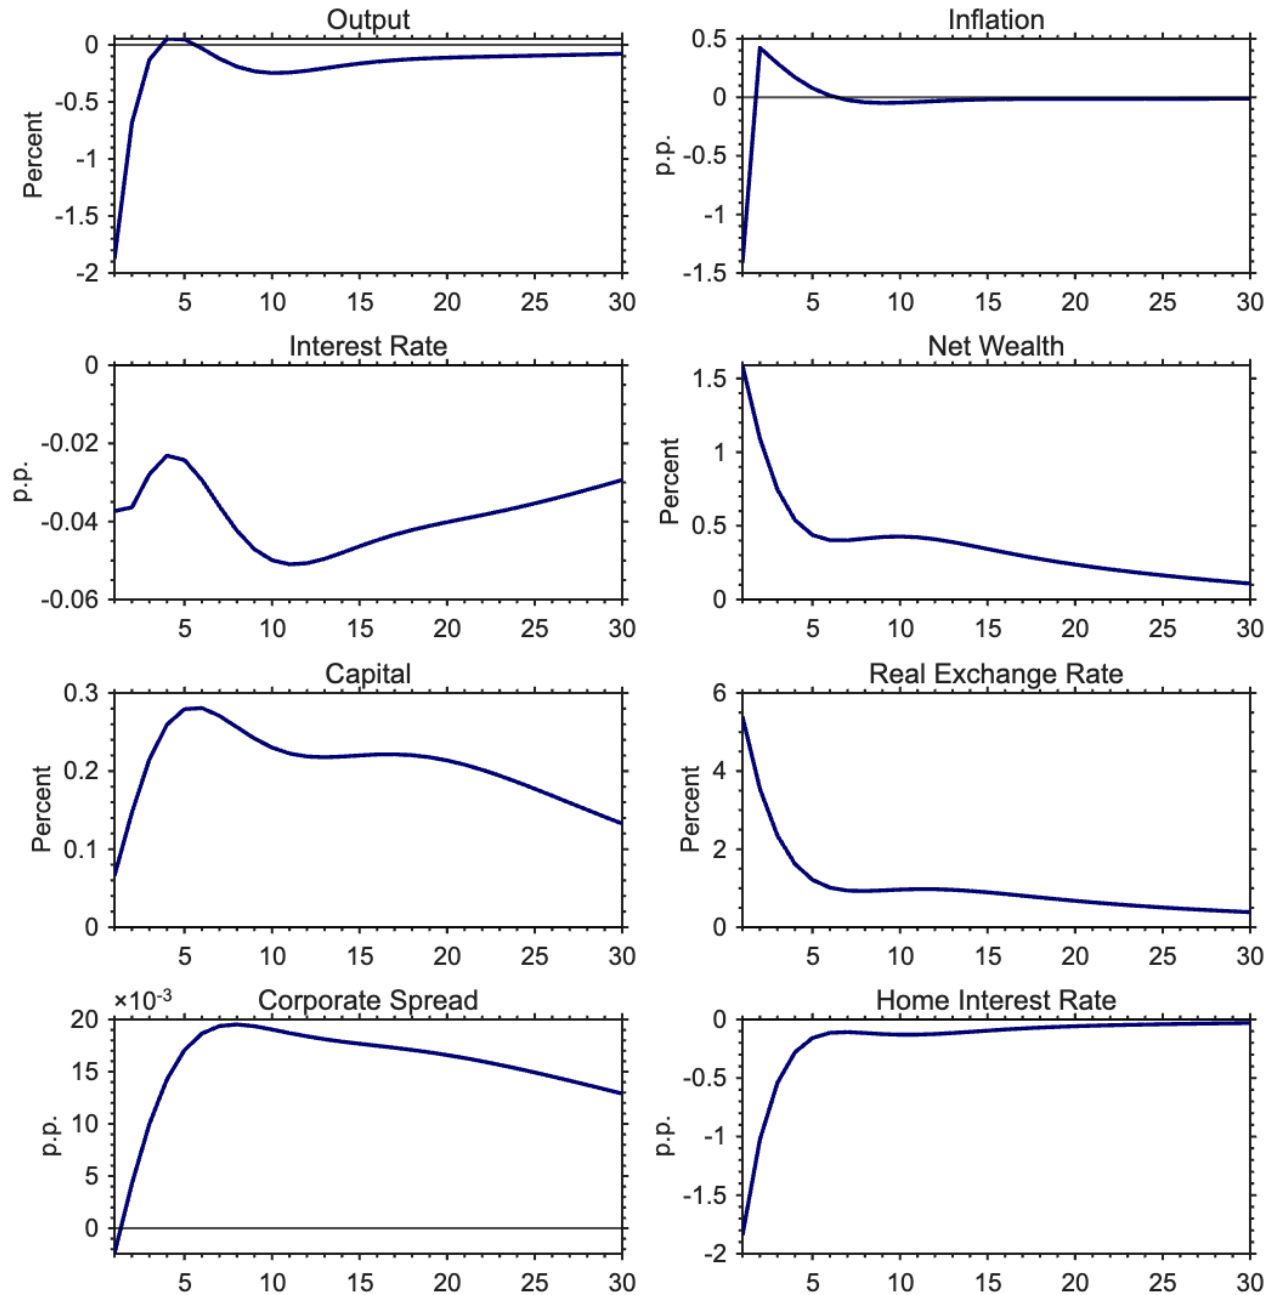 Output
Percent
0
-0.5
-1
-1.5
-2
5 10 15 20 25 30
Inflation
p.p.
0.5
0
-0.5
-1
-1.5
5 10 15 20 25 30
Interest Rate
p.p.
0
-0.02
-0.04
-0.06
5 10 15 20 25 30
Net Wealth
Percent
1.5
1
0.5
0
5 10 15 20 25 30
Capital
Percent
0.3
0.2
0.1
0
5 10 15 20 25 30
Real Exchange Rate
Percent
6
4
2
0
5 10 15 20 25 30
×10⁻³ Corporate Spread
p.p.
20
15
10
5
0
5 10 15 20 25 30
Home Interest Rate
p.p.
0
-0.5
-1
-1.5
-2
5 10 15 20 25 30